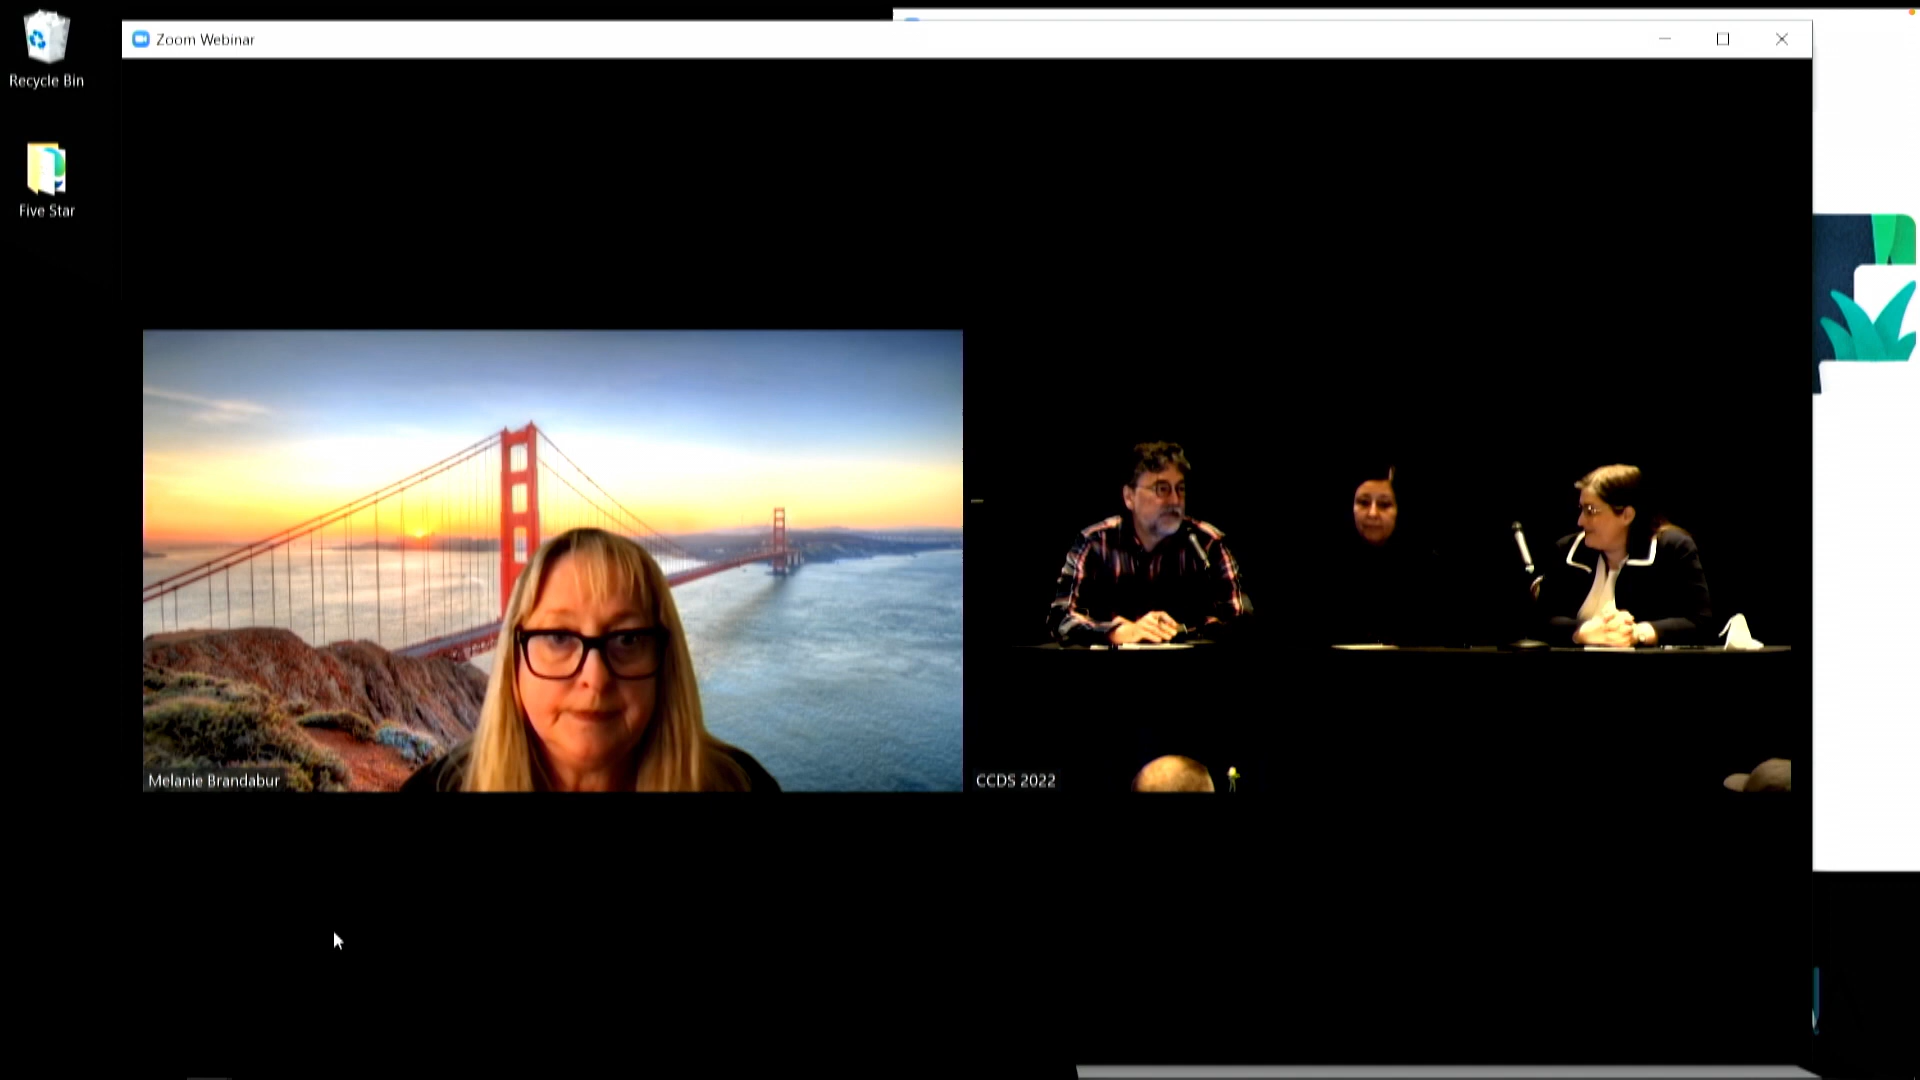 Zoom Webinar
Recycle Bin
Five Star
Melanie Brandabur
CCDS 2022